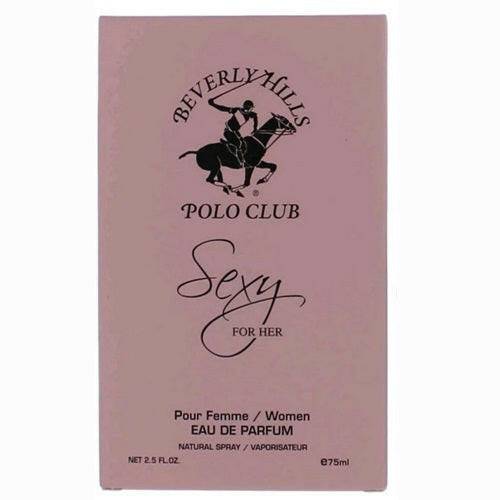 BEVERLY HILLS
®
POLO CLUB
Sexy
FOR HER
Pour Femme / Women
EAU DE PARFUM
NATURAL SPRAY / VAPORISATEUR
NET 2.5 FL.OZ. e75ml